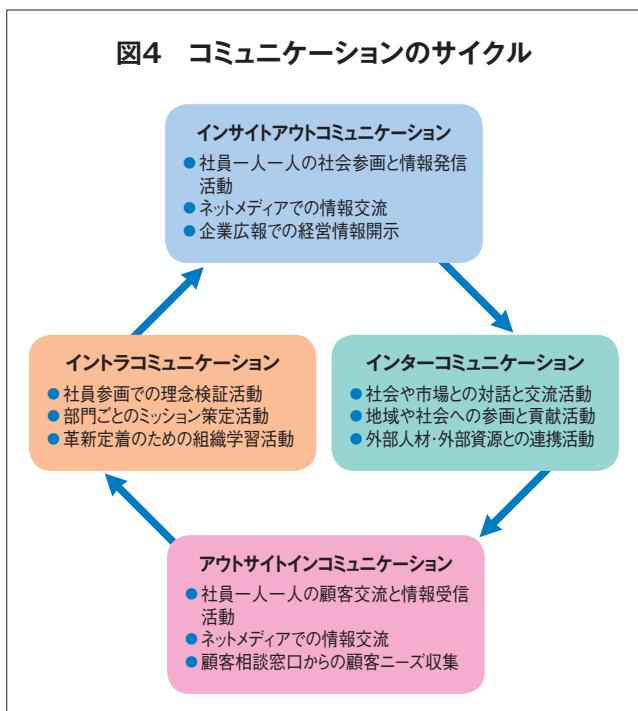 図4 コミュニケーションのサイクル
インサイトアウトコミュニケーション
●社員一人一人の社会参画と情報発信
活動
●ネットメディアでの情報交流
●企業広報での経営情報開示
イントラコミュニケーション
●社員参画での理念検証活動
●部門ごとのミッション策定活動
●革新定着のための組織学習活動
インターコミュニケーション
●社会や市場との対話と交流活動
●地域や社会への参画と貢献活動
●外部人材・外部資源との連携活動
アウトサイトインコミュニケーション
●社員一人一人の顧客交流と情報受信
活動
●ネットメディアでの情報交流
●顧客相談窓口からの顧客ニーズ収集